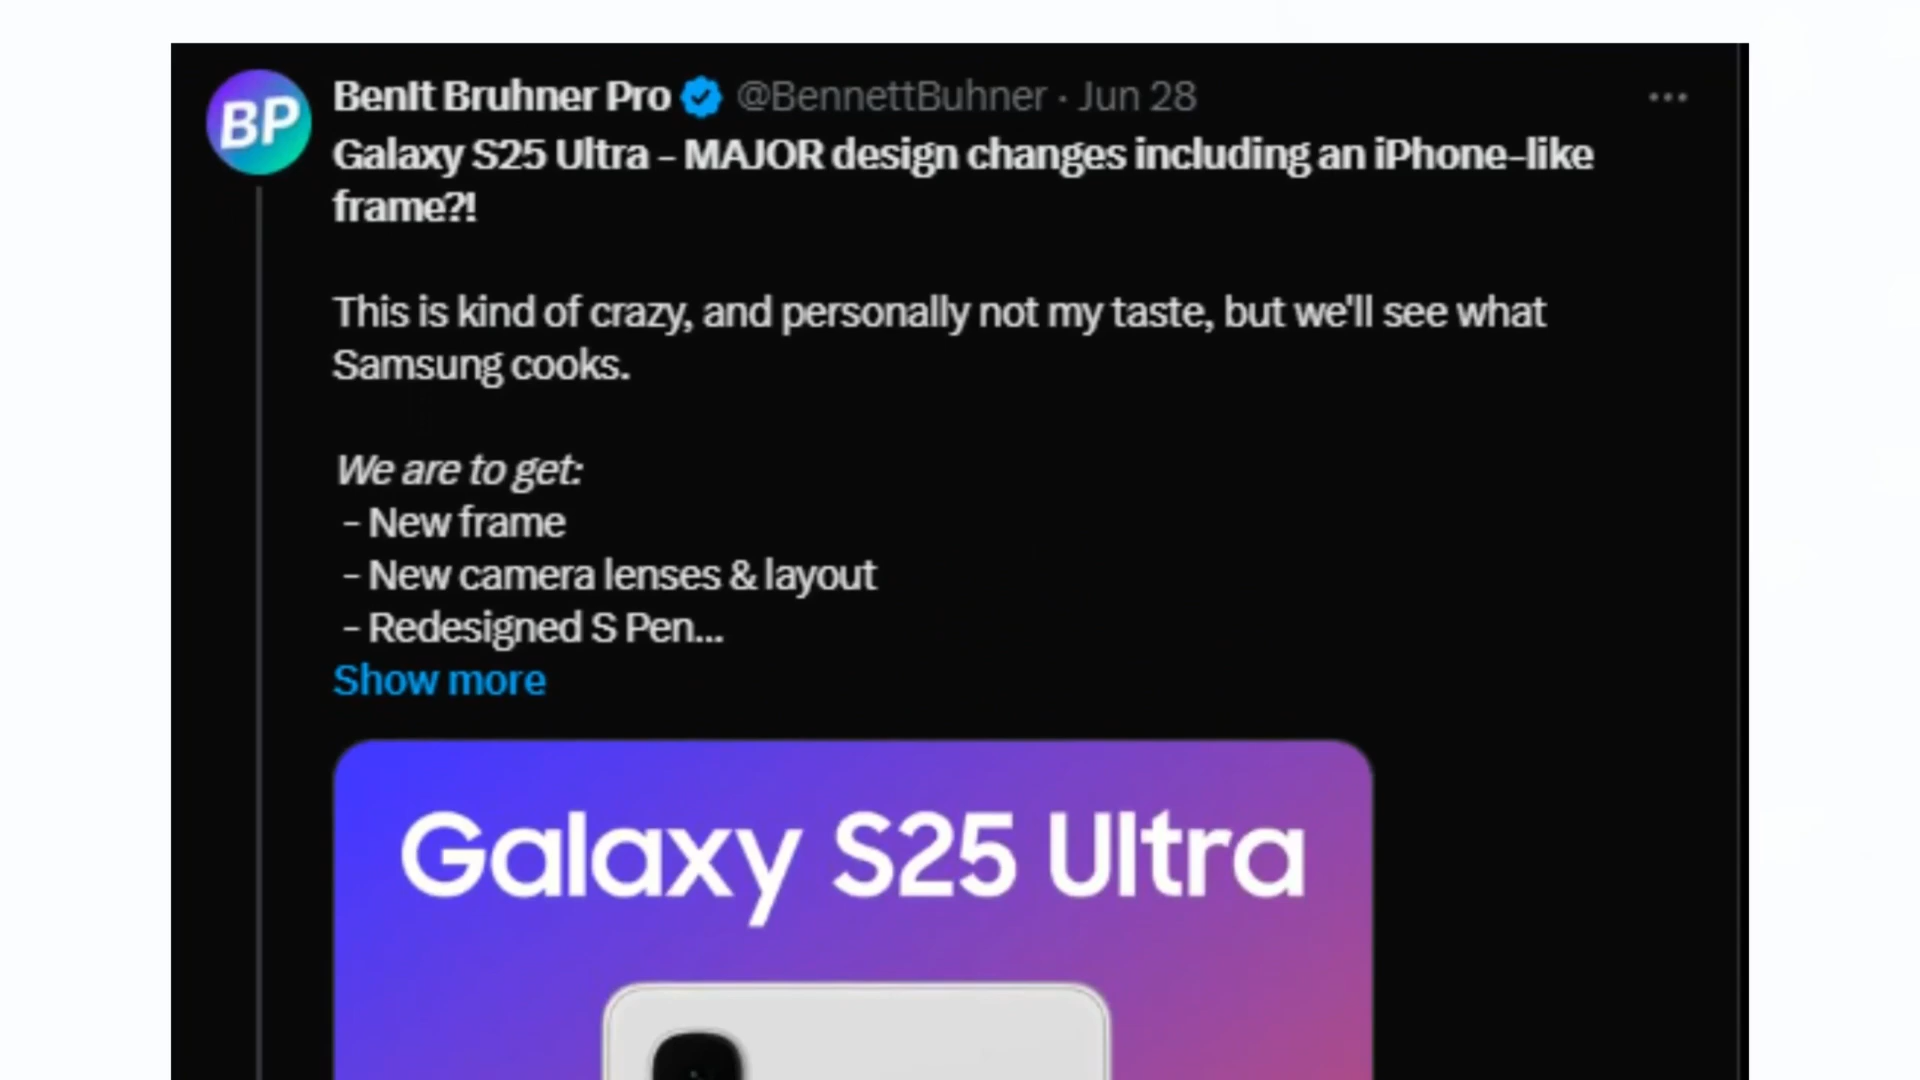 BP
BenIt Bruhner Pro @BennettBuhner · Jun 28
Galaxy S25 Ultra - MAJOR design changes including an iPhone-like
frame?!
This is kind of crazy, and personally not my taste, but we'll see what
Samsung cooks.
We are to get:
- New frame
- New camera lenses & layout
- Redesigned S Pen...
Show more
Galaxy S25 Ultra